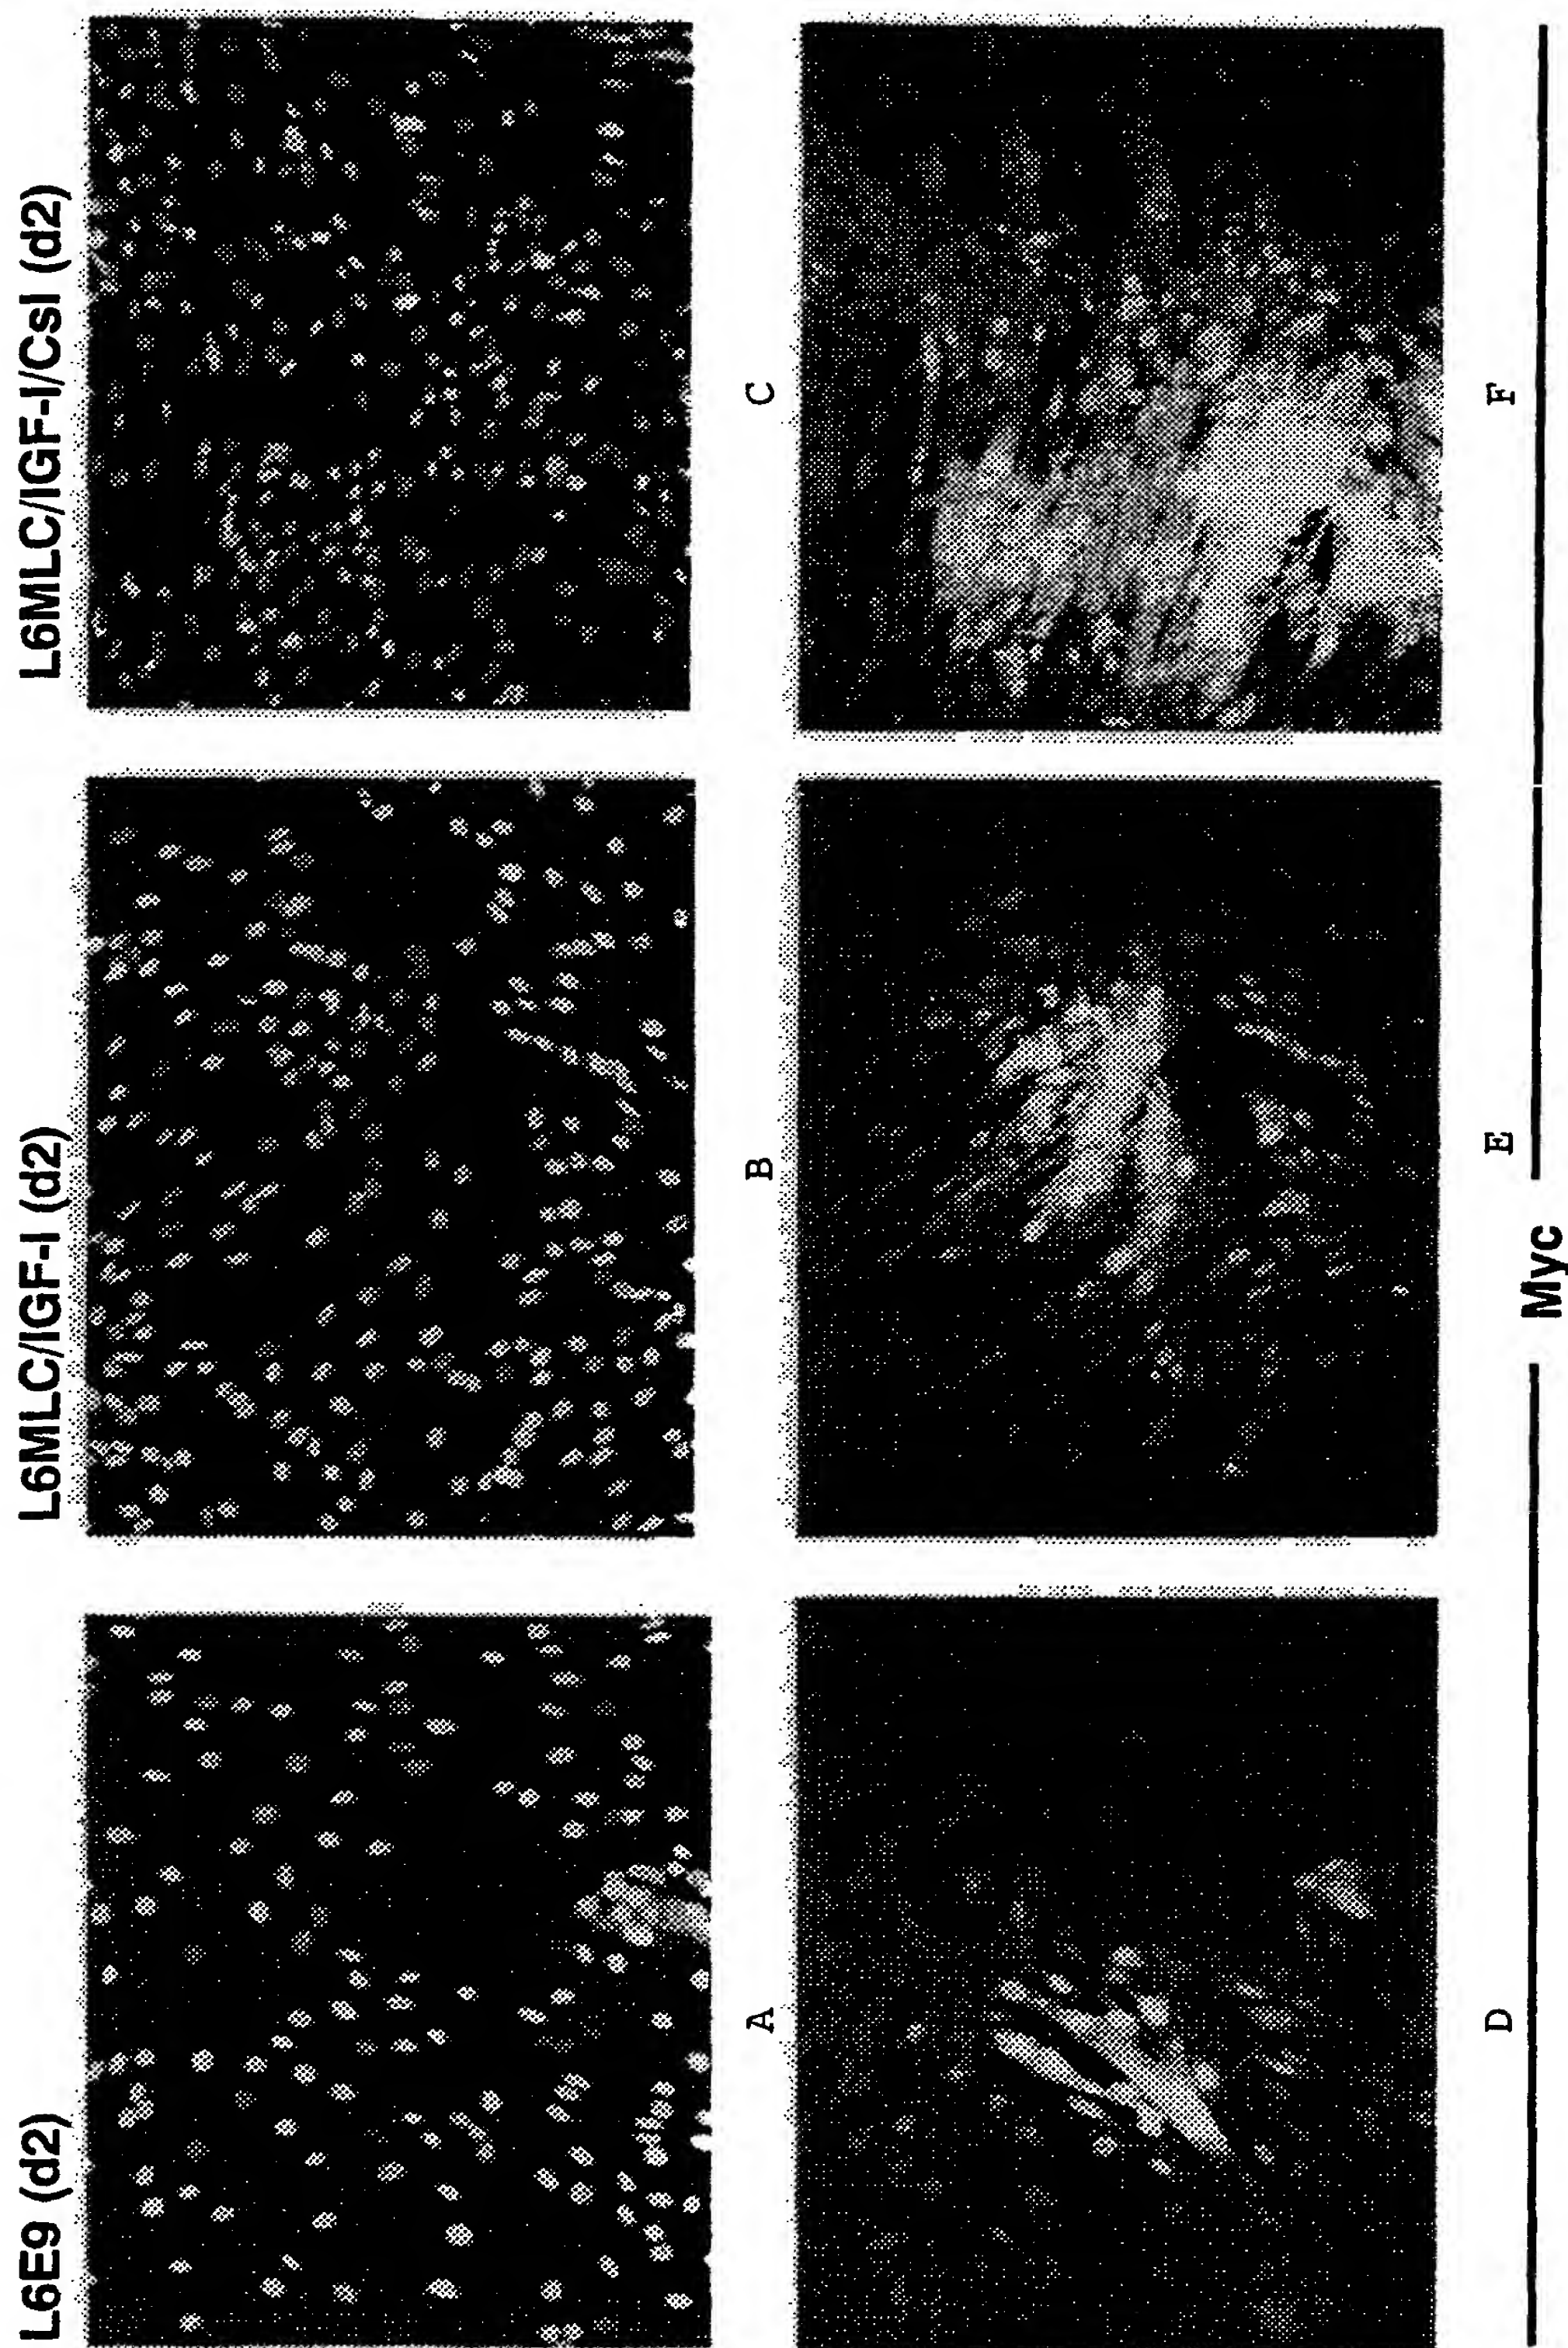 L6E9 (d2)
L6MLC/IGF-I (d2)
L6MLC/IGF-I/CsI (d2)
A
B
C
D
E
F
Myc